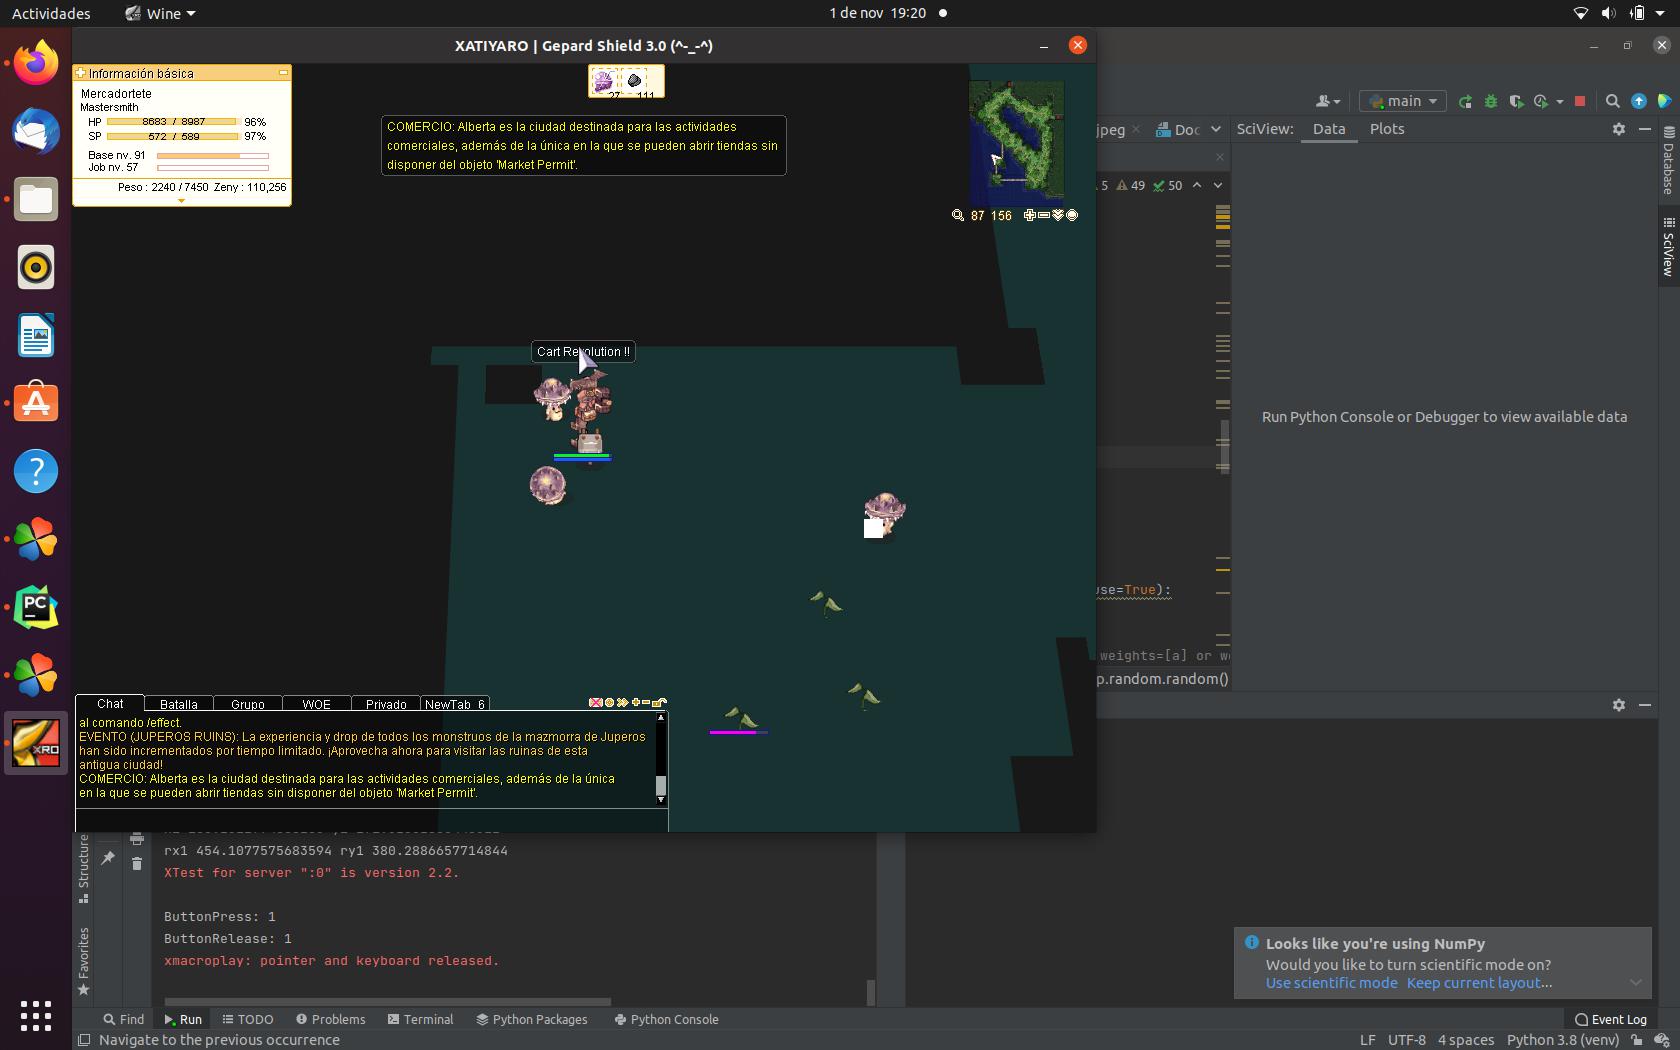 Actividades
Wine
1 de nov 19:20
XATIYARO | Gepard Shield 3.0 (^-_-^)
Información básica
Mercadortete
Mastersmith
HP 8683 / 8987 96%
SP 572 / 589 97%
Base nv. 91
Job nv. 57
Peso : 2240 / 7450 Zeny : 110,256
27 111
COMERCIO: Alberta es la ciudad destinada para las actividades
comerciales, además de la única en la que se pueden abrir tiendas sin
disponer del objeto 'Market Permit'.
87 156
Cart Revolution !!
Chat Batalla Grupo WOE Privado NewTab_6
al comando /effect.
EVENTO (JUPEROS RUINS): La experiencia y drop de todos los monstruos de la mazmorra de Juperos
han sido incrementados por tiempo limitado. ¡Aprovecha ahora para visitar las ruinas de esta
antigua ciudad!
COMERCIO: Alberta es la ciudad destinada para las actividades comerciales, además de la única
en la que se pueden abrir tiendas sin disponer del objeto 'Market Permit'.
main
jpeg Doc SciView: Data Plots
5 49 50
Database
SciView
Run Python Console or Debugger to view available data
use=True):
weights=[a] or w
p.random.random()
rx1 454.1077575683594 ry1 380.2886657714844
XTest for server ":0" is version 2.2.
ButtonPress: 1
ButtonRelease: 1
xmacroplay: pointer and keyboard released.
Structure
Favorites
Looks like you're using NumPy
Would you like to turn scientific mode on?
Use scientific mode Keep current layout...
Find Run TODO Problems Terminal Python Packages Python Console
Event Log
Navigate to the previous occurrence
LF UTF-8 4 spaces Python 3.8 (venv)
PC
XRO